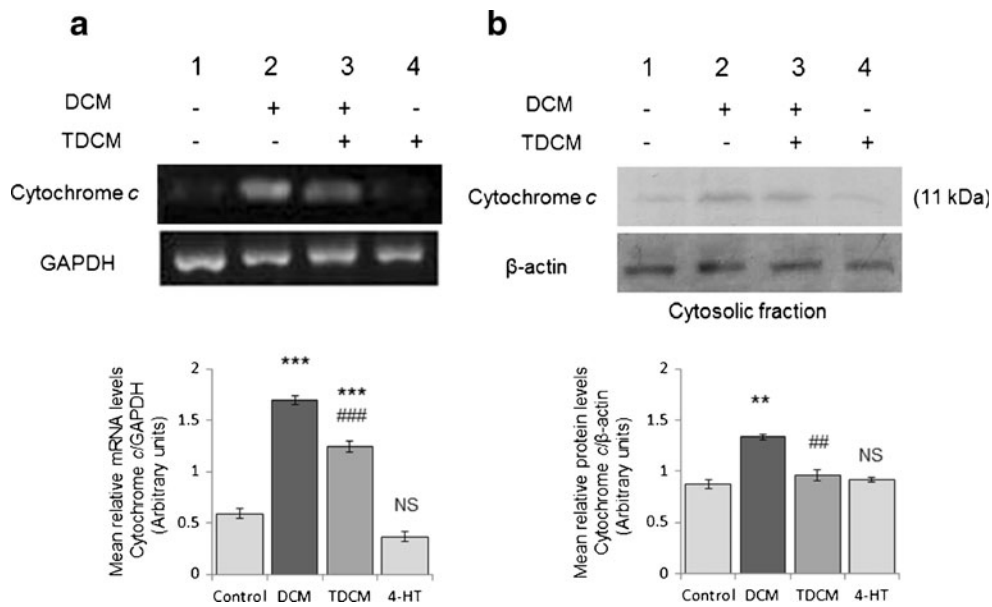 a
1 2 3 4
DCM - + + -
TDCM - - + +
Cytochrome c
GAPDH
Mean relative mRNA levels
Cytochrome c/GAPDH
(Arbitrary units)
2
1.5
1
0.5
0
***
***
###
NS
Control DCM TDCM 4-HT
b
1 2 3 4
DCM - + + -
TDCM - - + +
Cytochrome c (11 kDa)
β-actin
Cytosolic fraction
Mean relative protein levels
Cytochrome c/β-actin
(Arbitrary units)
2
1.5
1
0.5
0
**
##
NS
Control DCM TDCM 4-HT